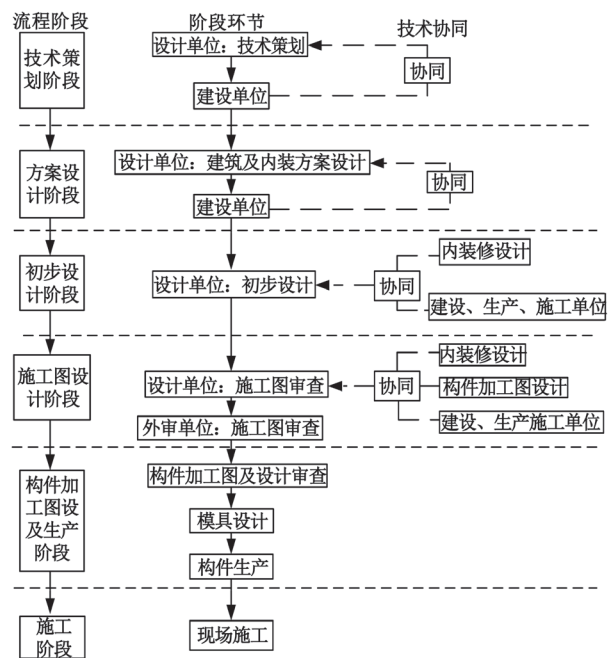 流程阶段
阶段环节
技术协同
技术策
划阶段
设计单位：技术策划
协同
建设单位
方案设
计阶段
设计单位：建筑及内装方案设计
协同
建设单位
初步设
计阶段
设计单位：初步设计
协同
内装修设计
建设、生产、施工单位
施工图设
计阶段
设计单位：施工图审查
协同
内装修设计
构件加工图设计
建设、生产施工单位
外审单位：施工图审查
构件加
工图设
及生产
阶段
构件加工图及设计审查
模具设计
构件生产
施工
阶段
现场施工